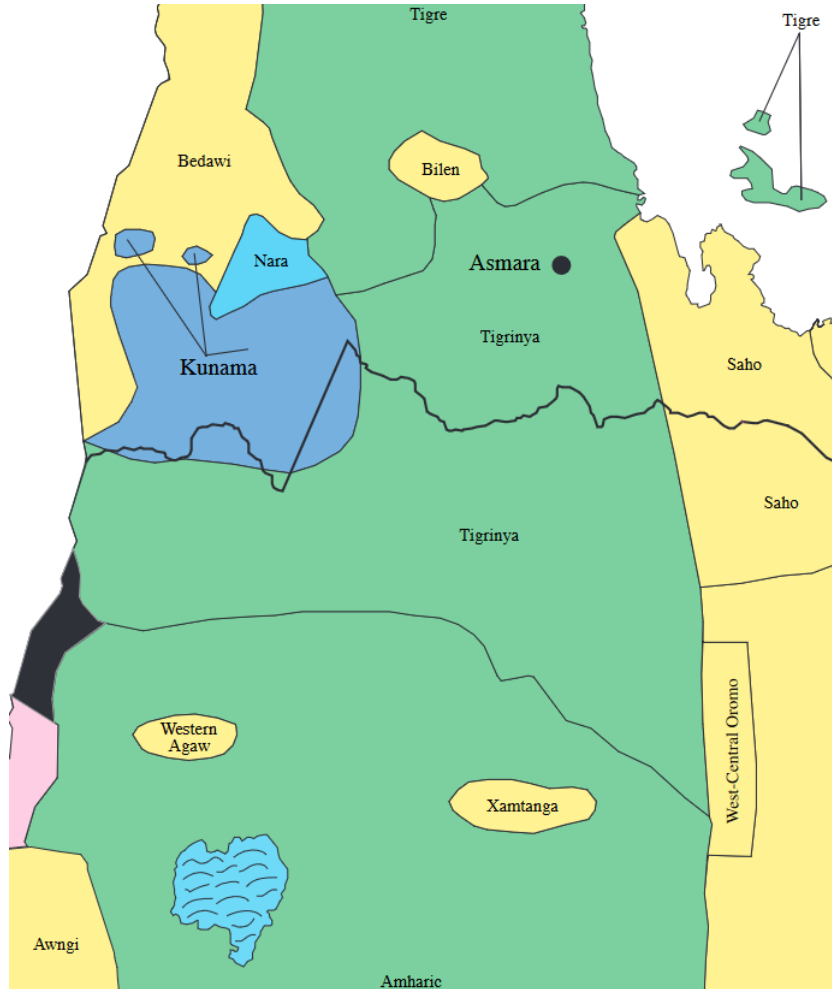 Tigre
Tigre
Bedawi
Bilen
Nara
Asmara
Tigrinya
Kunama
Saho
Saho
Tigrinya
West-Central Oromo
Western
Agaw
Xamtanga
Awngi
Amharic